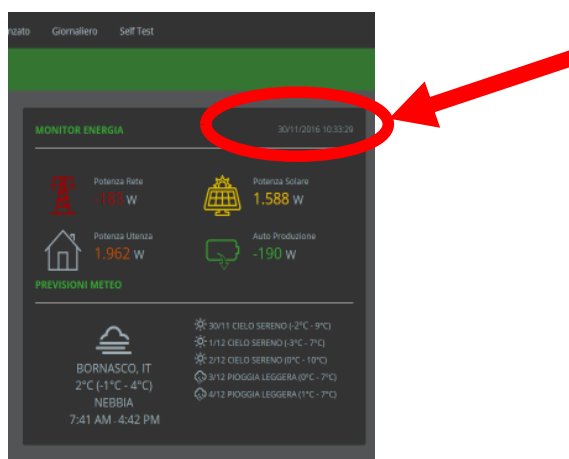 nzato Giornaliero Self Test
MONITOR ENERGIA 30/11/2016 10:33:29
Potenza Rete Potenza Solare
-183 W 1.588 W
Potenza Utenza Auto Produzione
1.962 W -190 W
PREVISIONI METEO
30/11 CIELO SERENO (-2°C - 9°C)
1/12 CIELO SERENO (-3°C - 7°C)
2/12 CIELO SERENO (0°C - 10°C)
3/12 PIOGGIA LEGGERA (0°C - 7°C)
4/12 PIOGGIA LEGGERA (1°C - 7°C)
BORNASCO, IT
2°C (-1°C - 4°C)
NEBBIA
7:41 AM - 4:42 PM